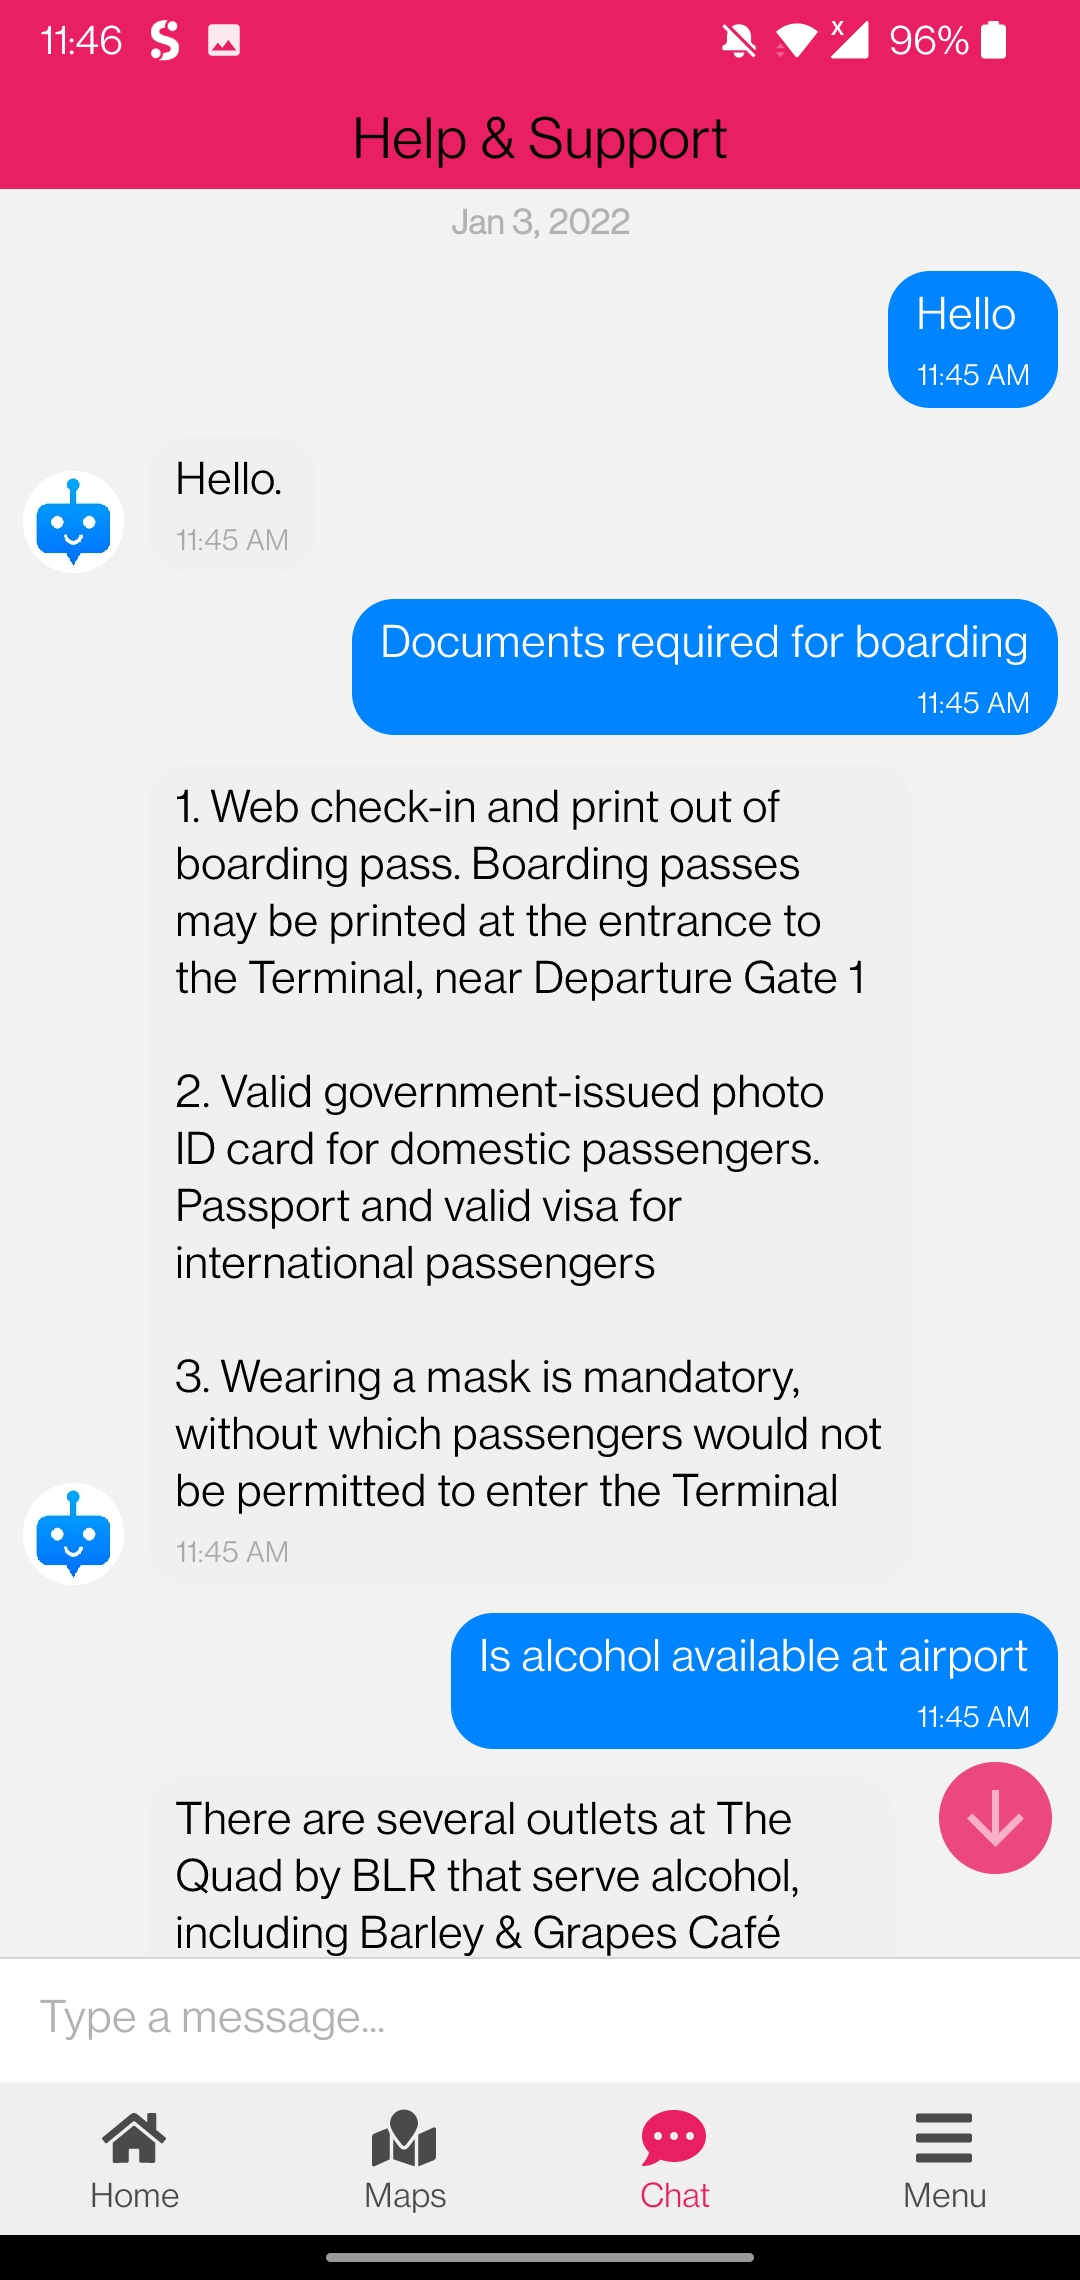 11:46
x
96%
Help & Support
Jan 3, 2022
Hello
11:45 AM
Hello.
11:45 AM
Documents required for boarding
11:45 AM
1. Web check-in and print out of
boarding pass. Boarding passes
may be printed at the entrance to
the Terminal, near Departure Gate 1
2. Valid government-issued photo
ID card for domestic passengers.
Passport and valid visa for
international passengers
3. Wearing a mask is mandatory,
without which passengers would not
be permitted to enter the Terminal
11:45 AM
Is alcohol available at airport
11:45 AM
There are several outlets at The
Quad by BLR that serve alcohol,
including Barley & Grapes Café
Type a message...
Home
Maps
Chat
Menu